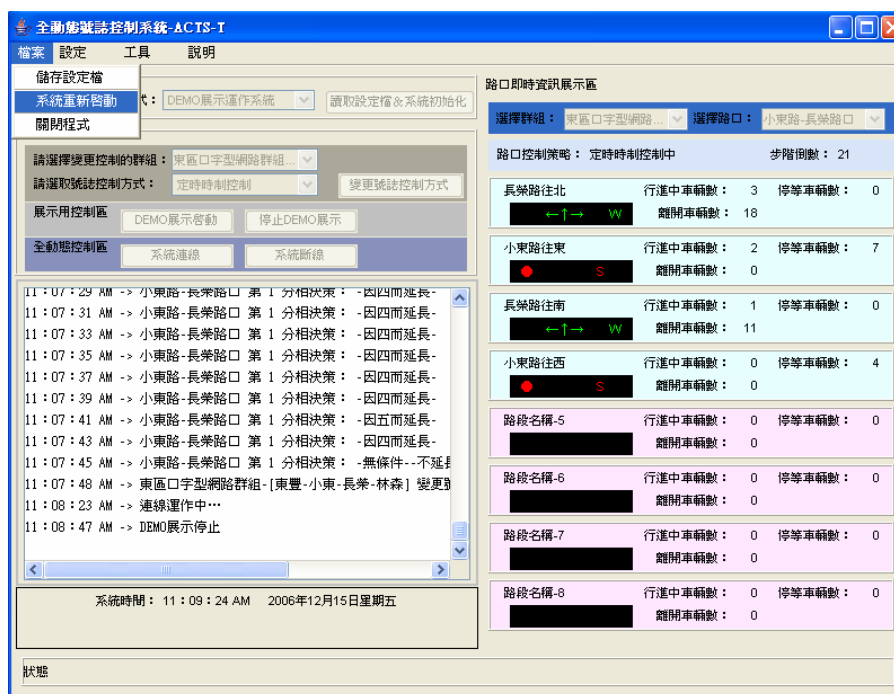 全動態號誌控制系統-ACTS-T
檔案 設定 工具 說明
儲存設定檔
系統重新啓動
關閉程式
式： DEMO展示運作系統 讀取設定檔&系統初始化
請選擇變更控制的群組： 東區口字型網路群組...
請選取號誌控制方式： 定時時制控制 變更號誌控制方式
展示用控制區 DEMO展示啓動 停止DEMO展示
全動態控制區 系統連線 系統斷線
11：07：29 AM -> 小東路-長榮路口 第 1 分相決策： -因四而延長-
11：07：31 AM -> 小東路-長榮路口 第 1 分相決策： -因四而延長-
11：07：33 AM -> 小東路-長榮路口 第 1 分相決策： -因四而延長-
11：07：35 AM -> 小東路-長榮路口 第 1 分相決策： -因四而延長-
11：07：37 AM -> 小東路-長榮路口 第 1 分相決策： -因四而延長-
11：07：39 AM -> 小東路-長榮路口 第 1 分相決策： -因四而延長-
11：07：41 AM -> 小東路-長榮路口 第 1 分相決策： -因五而延長-
11：07：43 AM -> 小東路-長榮路口 第 1 分相決策： -因四而延長-
11：07：45 AM -> 小東路-長榮路口 第 1 分相決策： -無條件--不延長
11：07：48 AM -> 東區口字型網路群組-[東豐-小東-長榮-林森] 變更號
11：08：23 AM -> 連線運作中…
11：08：47 AM -> DEMO展示停止
系統時間： 11：09：24 AM 2006年12月15日星期五
狀態
路口即時資訊展示區
選擇群組： 東區口字型網路... 選擇路口： 小東路-長榮路口
路口控制策略： 定時時制控制中 步階倒數： 21
長榮路往北 行進中車輛數： 3 停等車輛數： 0
←↑→ W 離開車輛數： 18
小東路往東 行進中車輛數： 2 停等車輛數： 7
● S 離開車輛數： 0
長榮路往南 行進中車輛數： 1 停等車輛數： 0
←↑→ W 離開車輛數： 11
小東路往西 行進中車輛數： 0 停等車輛數： 4
● S 離開車輛數： 0
路段名稱-5 行進中車輛數： 0 停等車輛數： 0
離開車輛數： 0
路段名稱-6 行進中車輛數： 0 停等車輛數： 0
離開車輛數： 0
路段名稱-7 行進中車輛數： 0 停等車輛數： 0
離開車輛數： 0
路段名稱-8 行進中車輛數： 0 停等車輛數： 0
離開車輛數： 0